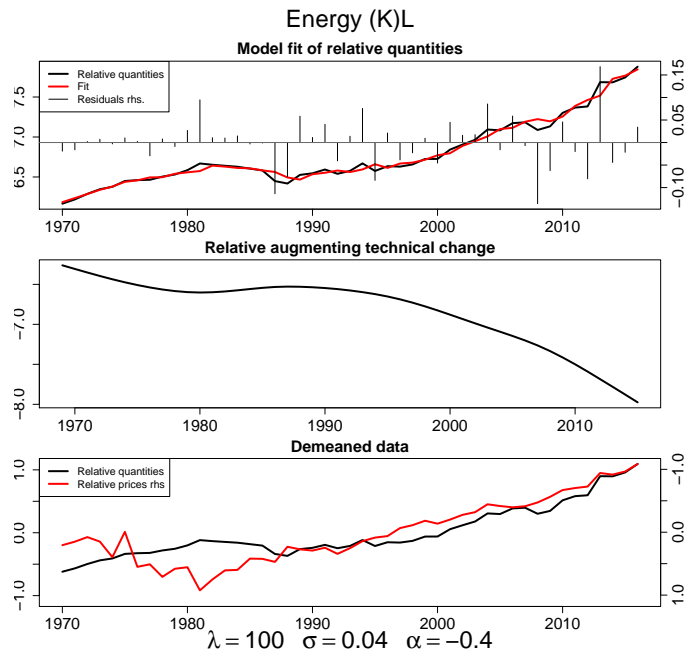 Energy (K)L
Model fit of relative quantities
Relative quantities
Fit
Residuals rhs.
7.5
7.0
6.5
0.15
0.05
−0.10
1970 1980 1990 2000 2010
Relative augmenting technical change
−7.0
−8.0
1970 1980 1990 2000 2010
Demeaned data
Relative quantities
Relative prices rhs
1.0
0.0
−1.0
−1.0
0.0
1.0
1970 1980 1990 2000 2010
λ = 100 σ = 0.04 α = −0.4